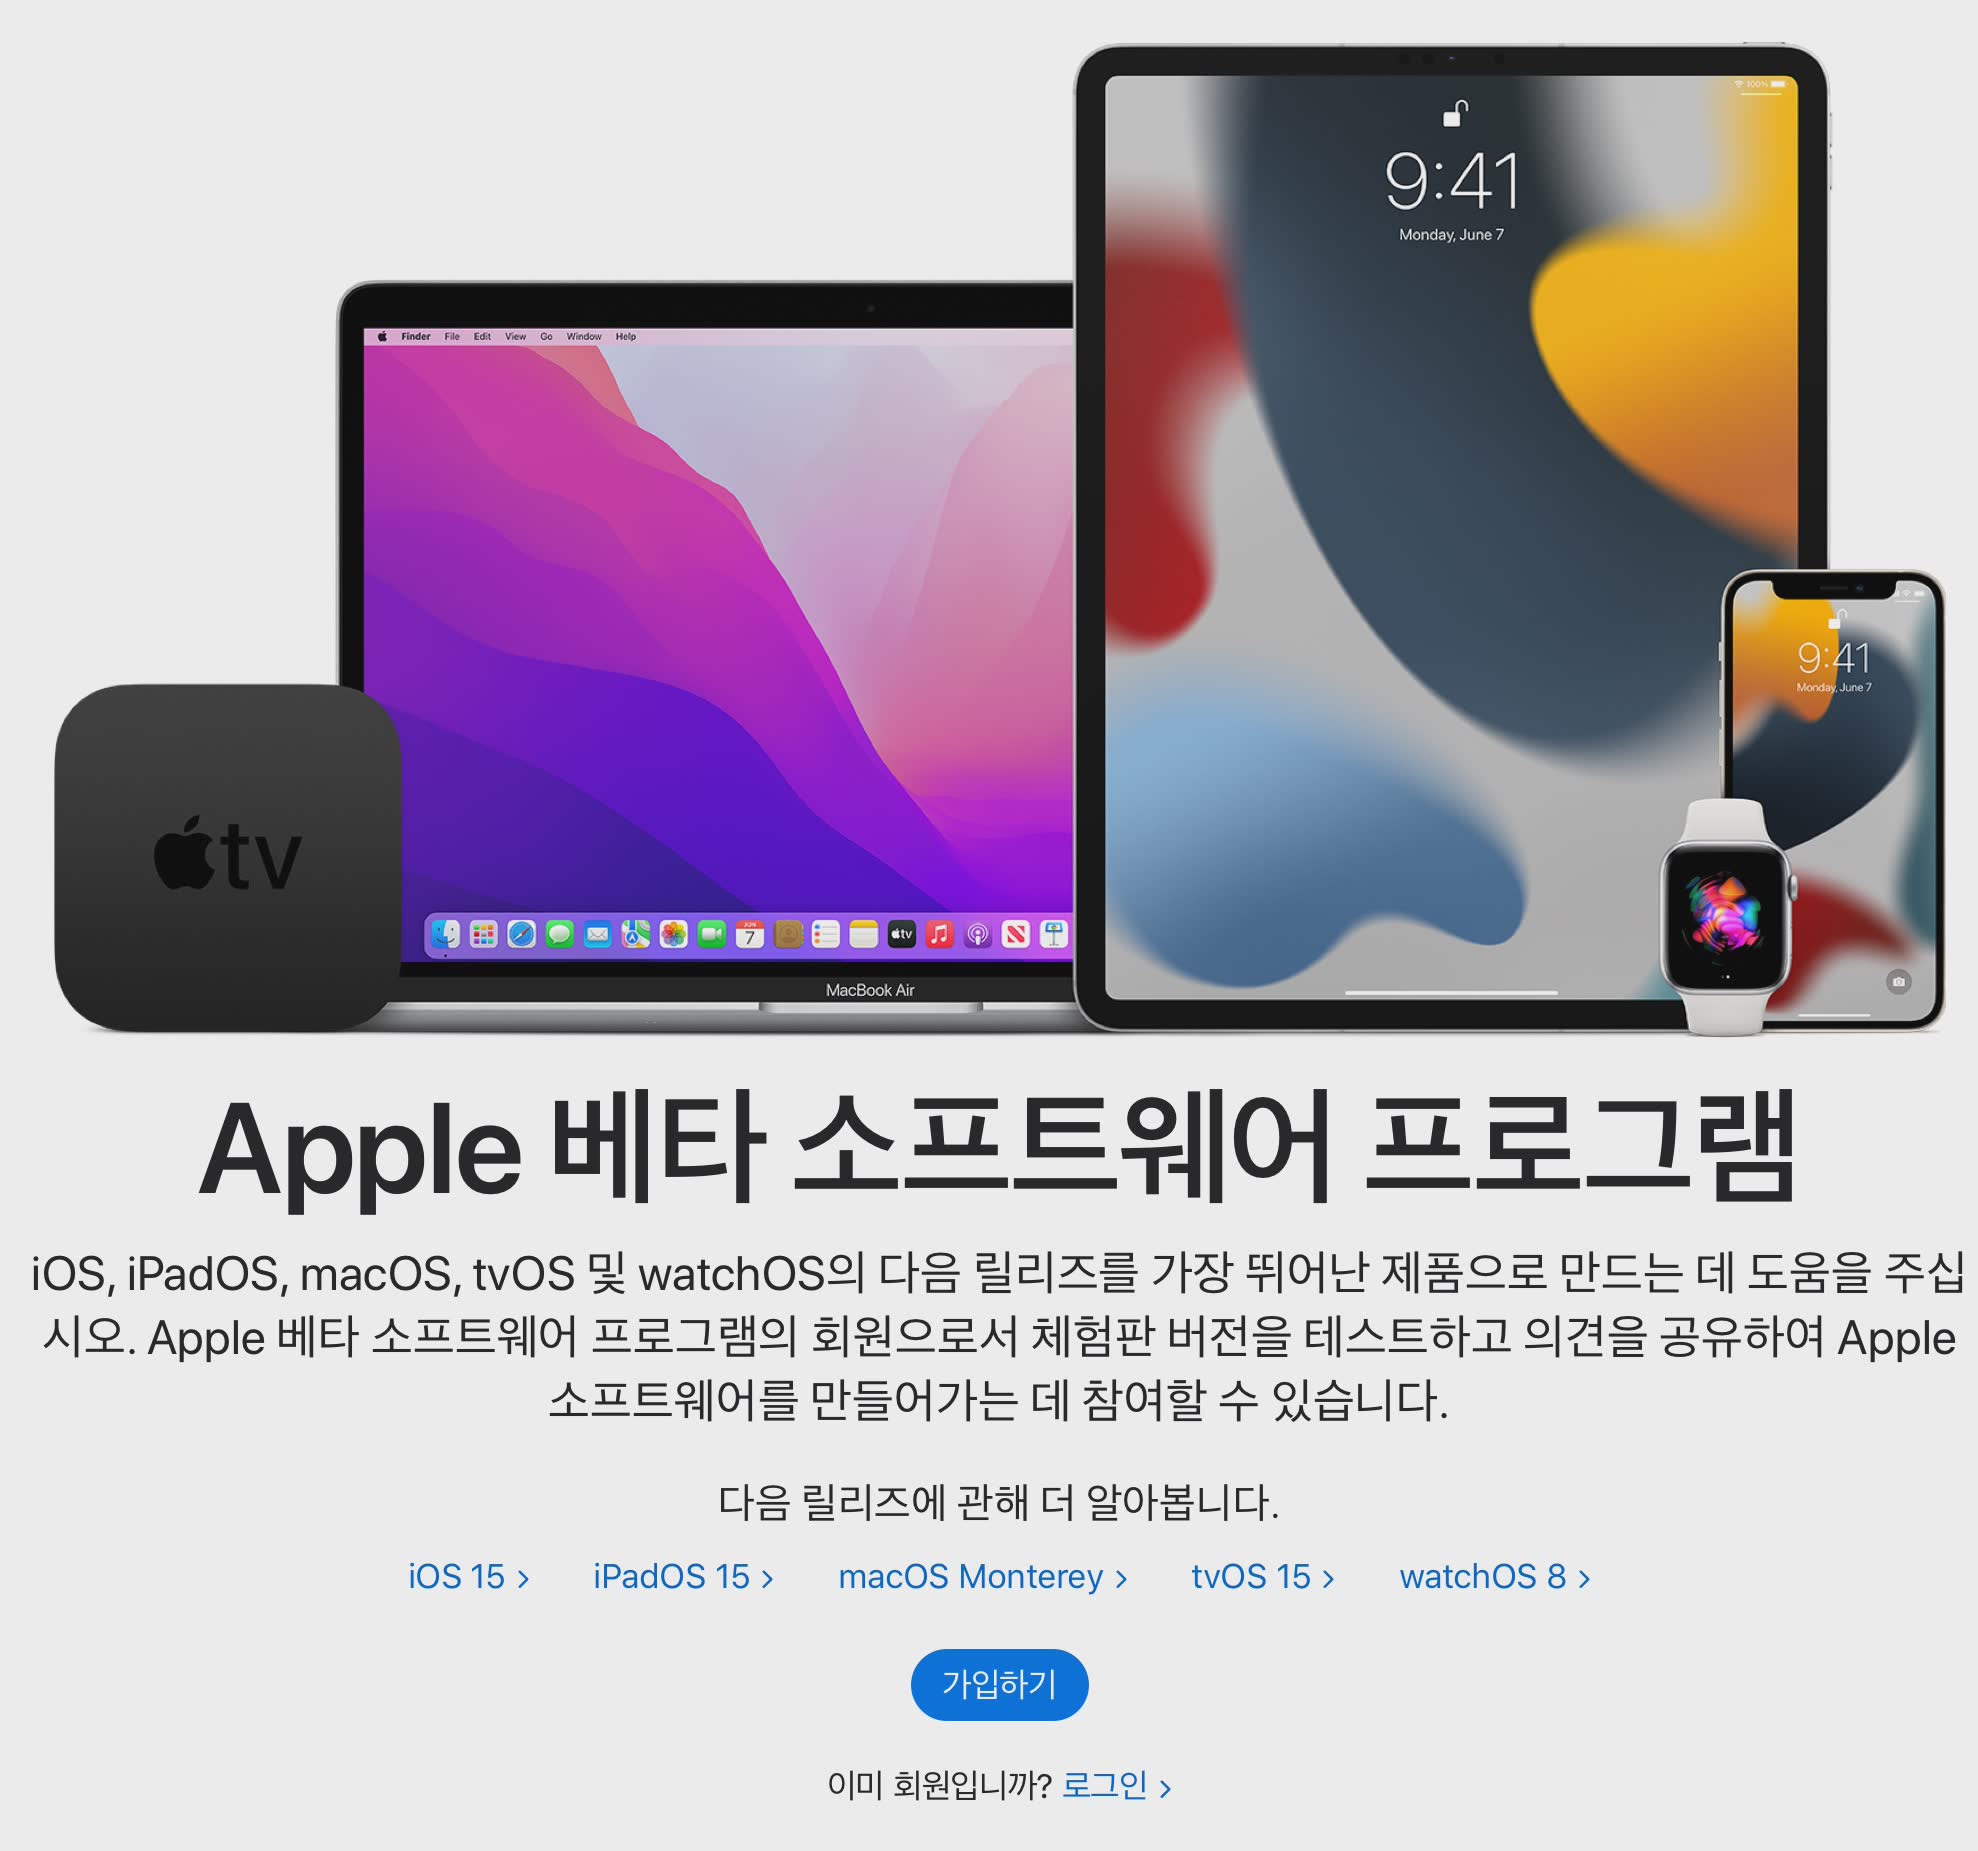 100%
9:41
Monday, June 7
Finder File Edit View Go Window Help
9:41
Monday, June 7
tv
JUN
7
tv
MacBook Air
Apple 베타 소프트웨어 프로그램
iOS, iPadOS, macOS, tvOS 및 watchOS의 다음 릴리즈를 가장 뛰어난 제품으로 만드는 데 도움을 주십
시오. Apple 베타 소프트웨어 프로그램의 회원으로서 체험판 버전을 테스트하고 의견을 공유하여 Apple
소프트웨어를 만들어가는 데 참여할 수 있습니다.
다음 릴리즈에 관해 더 알아봅니다.
iOS 15 > iPadOS 15 > macOS Monterey > tvOS 15 > watchOS 8 >
가입하기
이미 회원입니까? 로그인 >